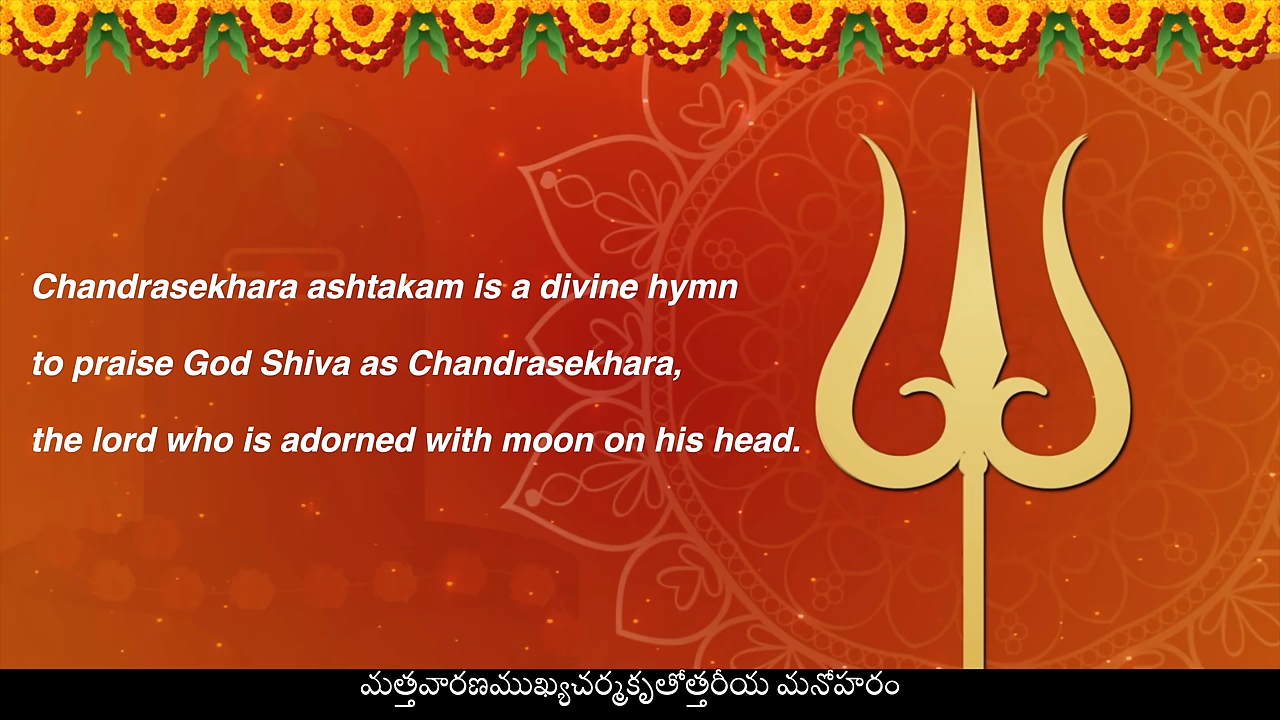 Chandrasekhara ashtakam is a divine hymn
to praise God Shiva as Chandrasekhara,
the lord who is adorned with moon on his head.
మత్తవారణముఖ్యచర్మకృతోత్తరీయ మనోహరం